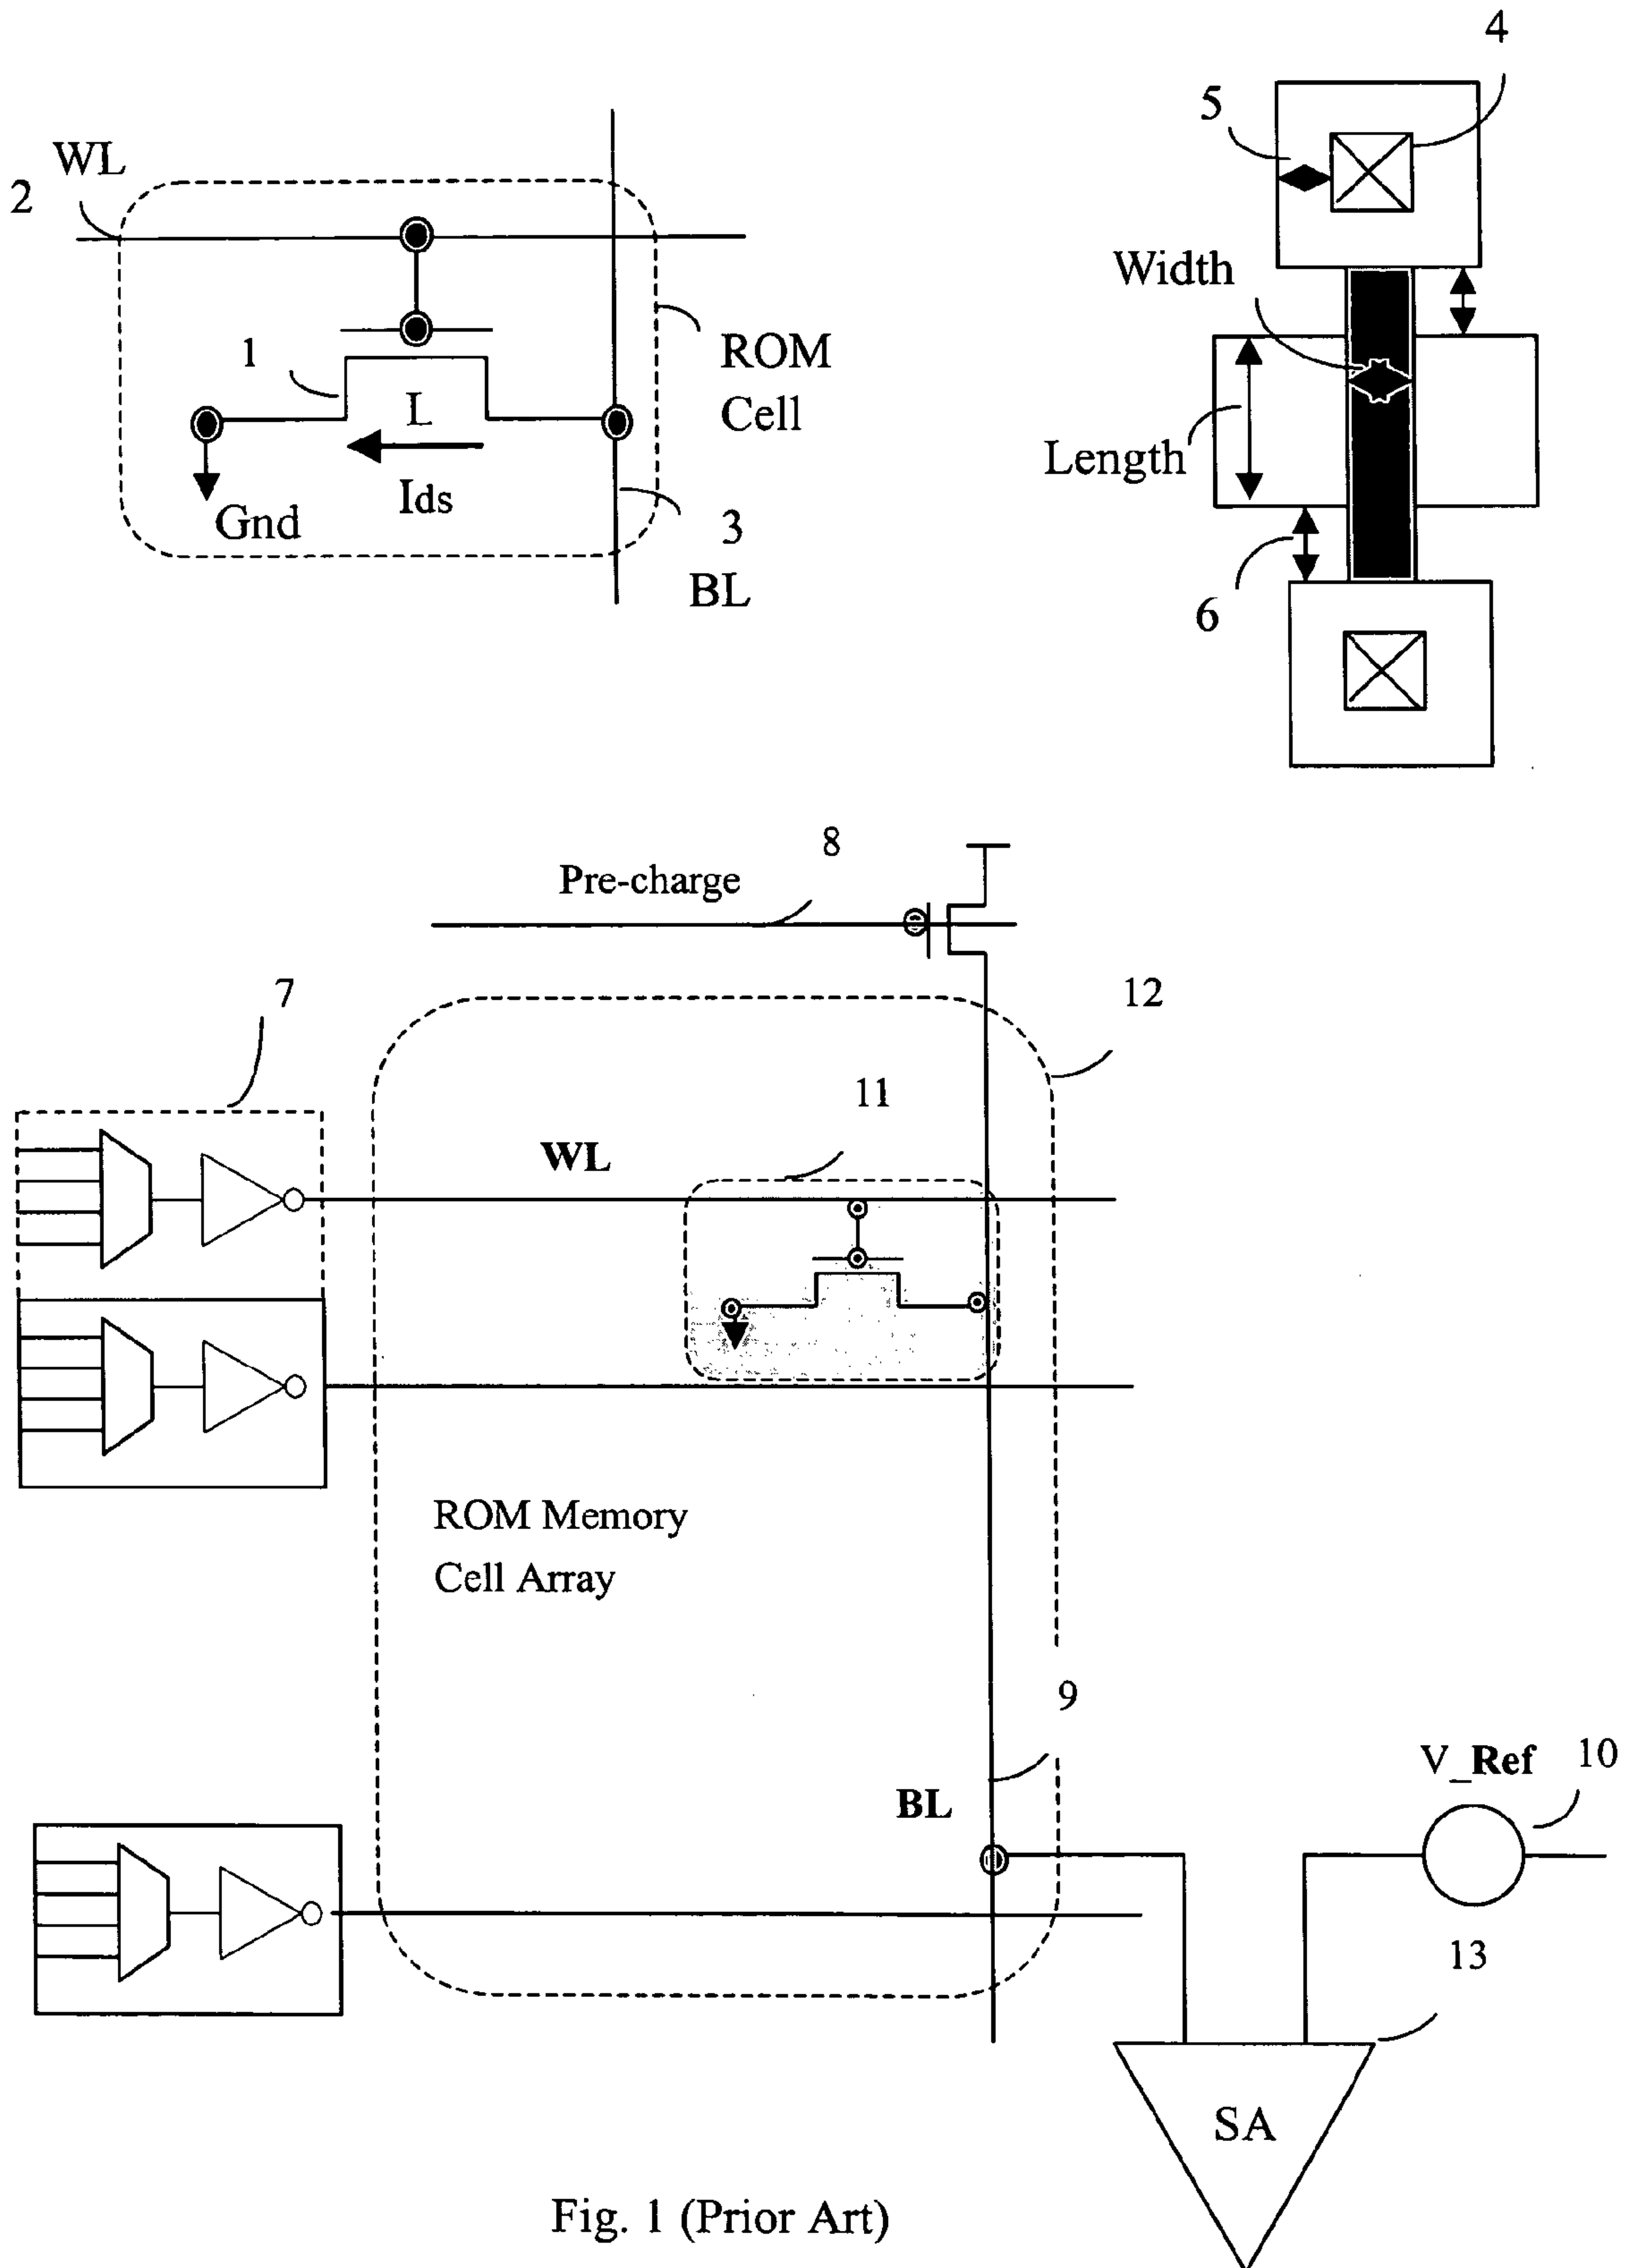 4
5
WL
2
Width
1
ROM
Cell
L
Length
Ids
Gnd
3
BL
6
8
Pre-charge
7
12
11
WL
ROM Memory
Cell Array
9
V_Ref
10
BL
13
SA
Fig. 1 (Prior Art)